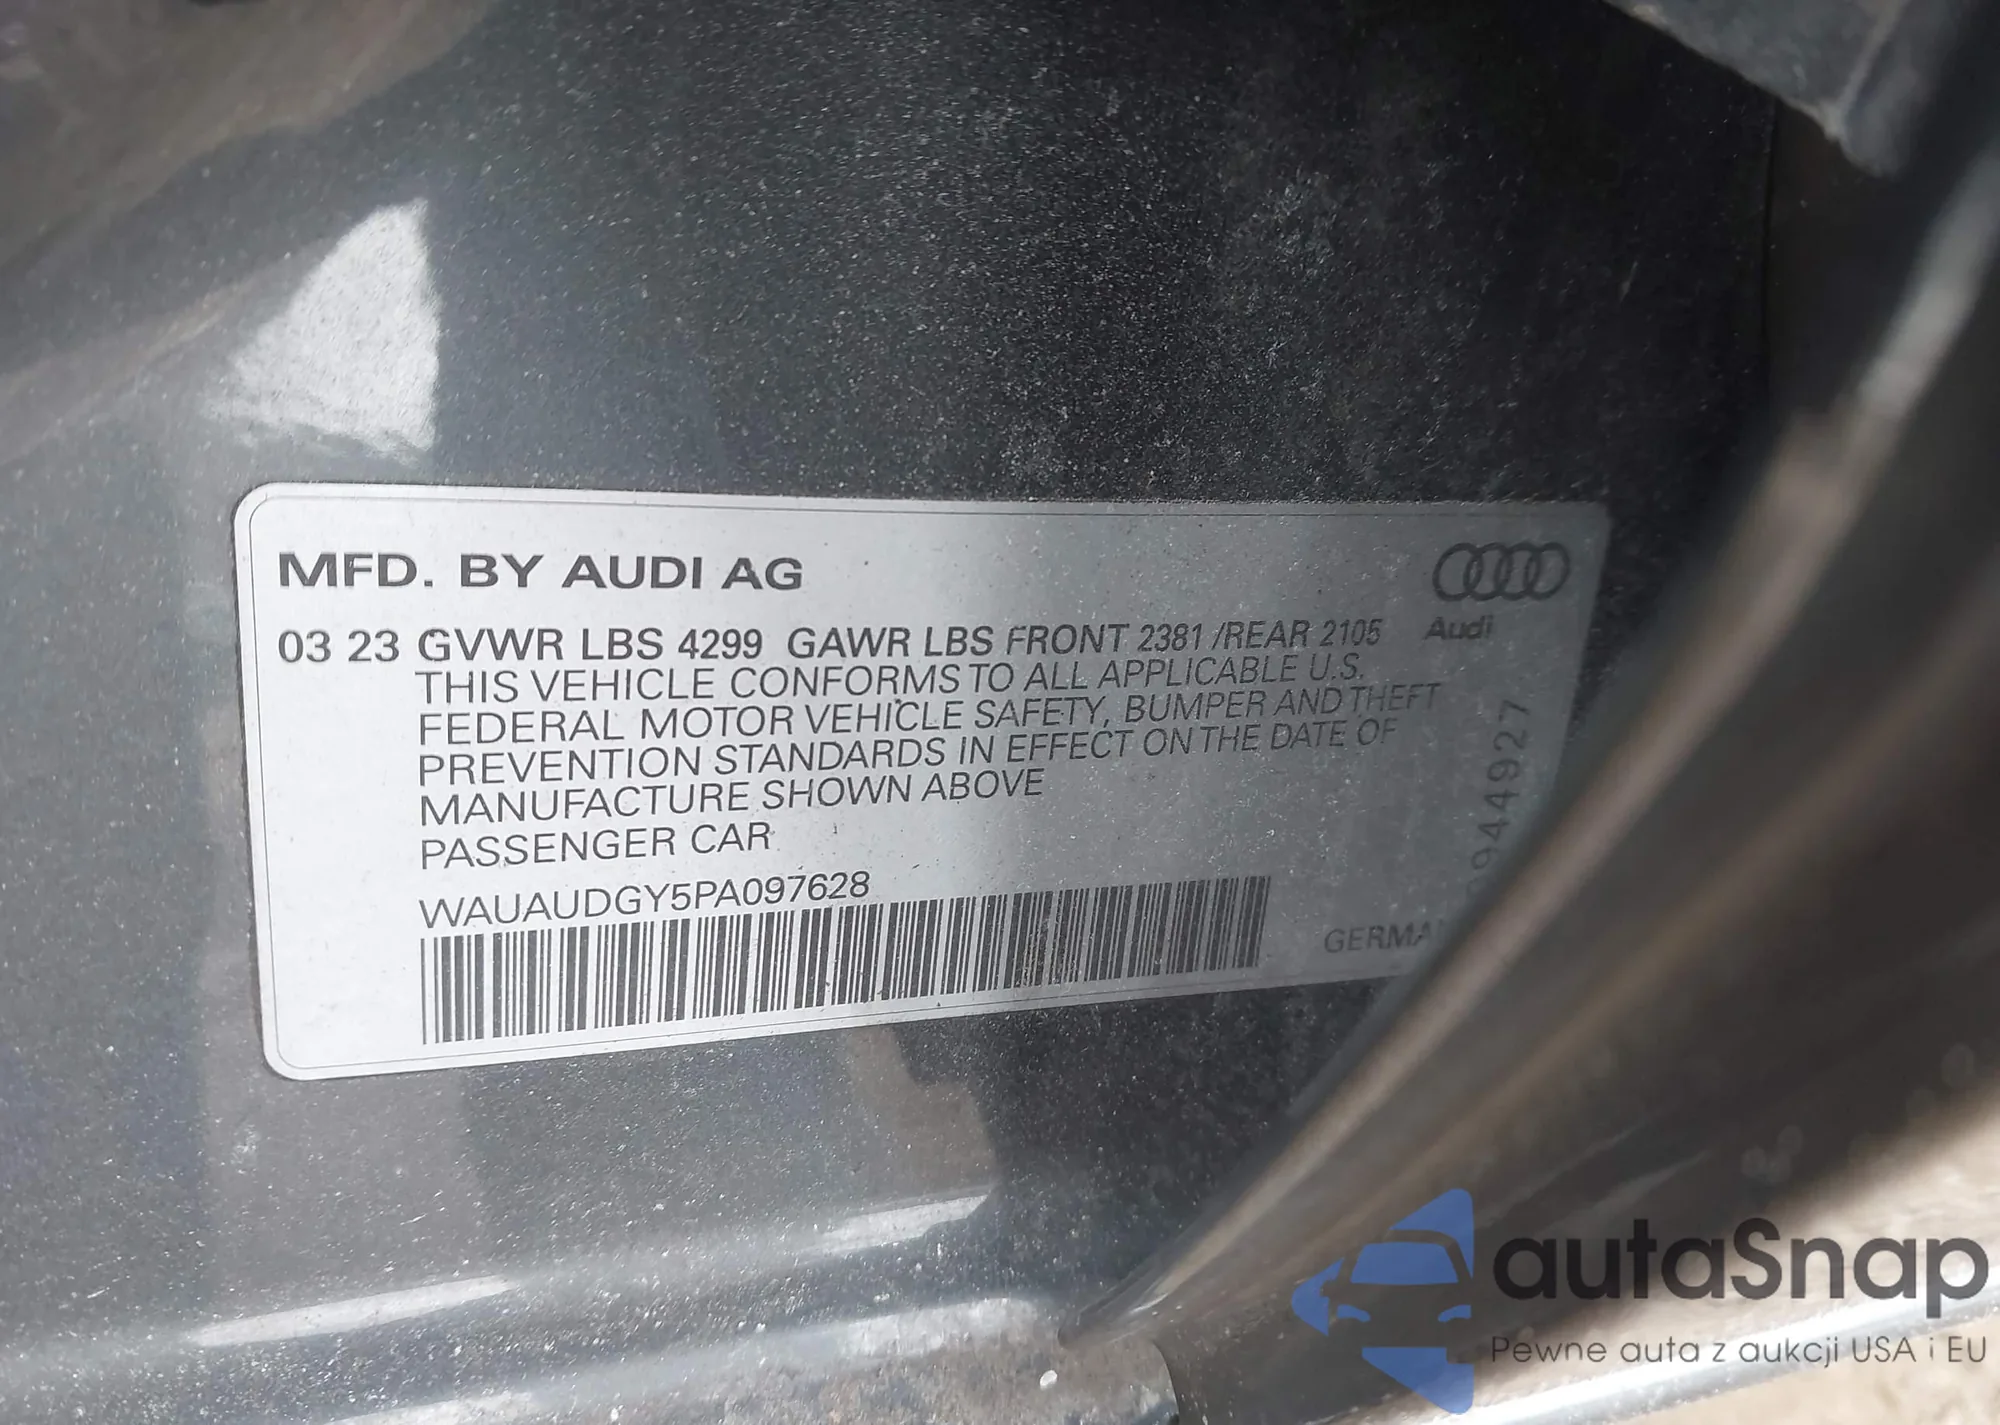 MFD. BY AUDI AG
03 23 GVWR LBS 4299 GAWR LBS FRONT 2381 /REAR 2105
Audi
THIS VEHICLE CONFORMS TO ALL APPLICABLE U.S.
FEDERAL MOTOR VEHICLE SAFETY, BUMPER AND THEFT
PREVENTION STANDARDS IN EFFECT ON THE DATE OF
MANUFACTURE SHOWN ABOVE
PASSENGER CAR
WAUAUDGY5PA097628
autaSnap
Pewne auta z aukcji USA i EU